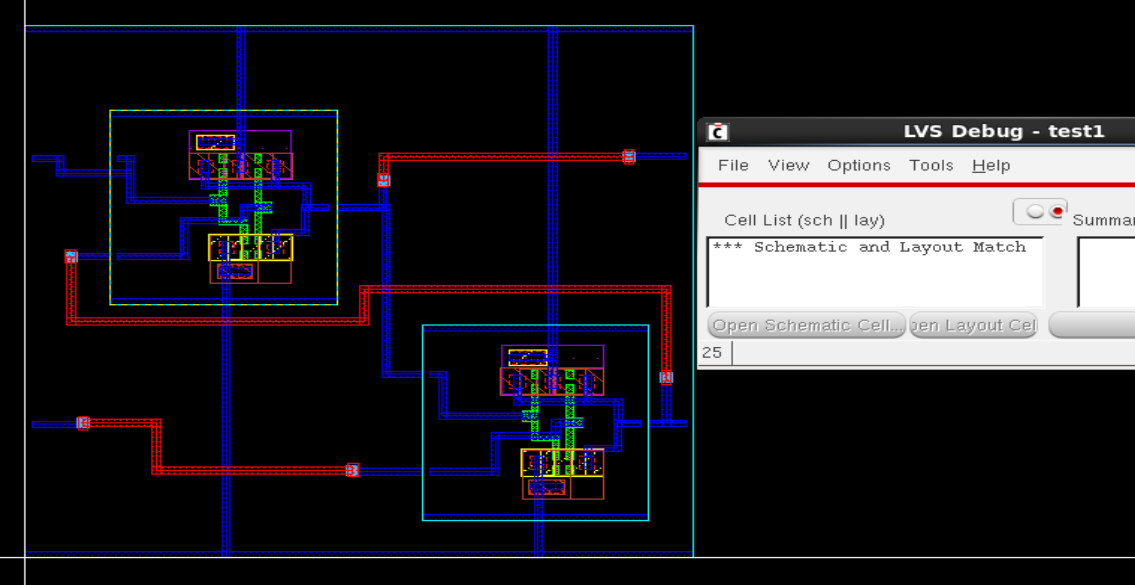 LVS Debug - test1
File View Options Tools Help
Cell List (sch || lay)
Summar
*** Schematic and Layout Match
Open Schematic Cell...
pen Layout Cel
25